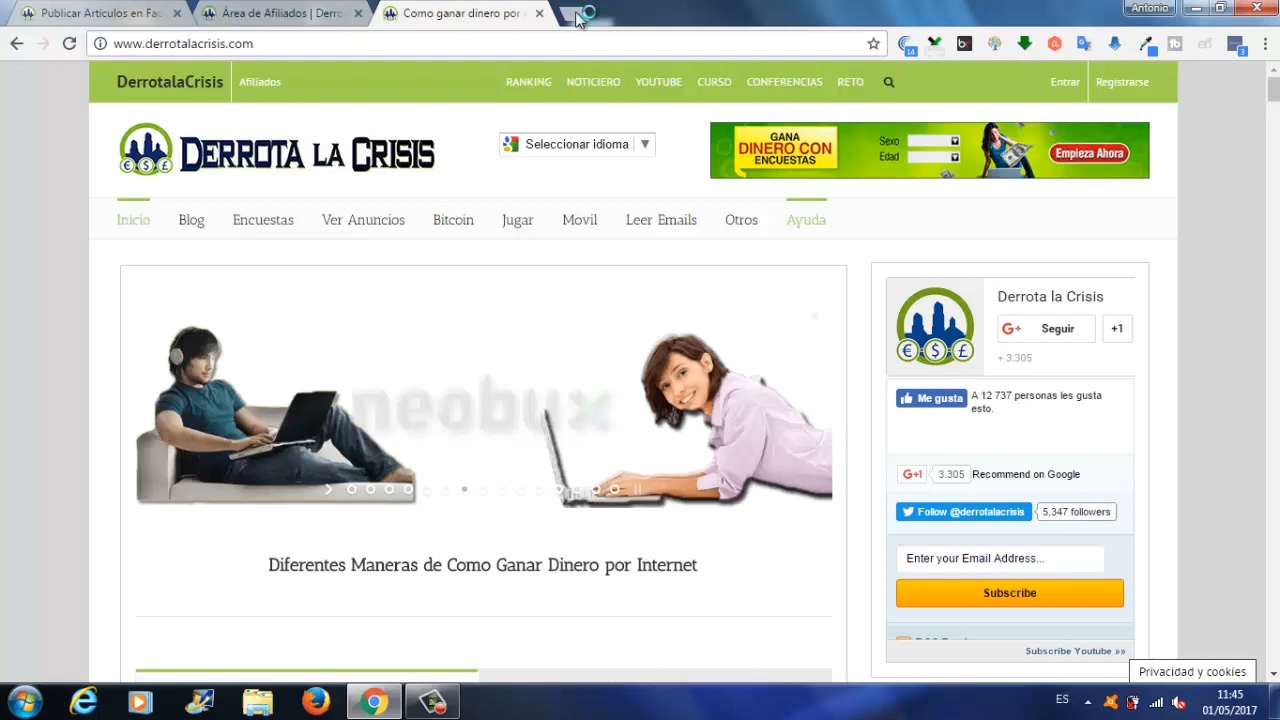 Publicar Articulos en Fac
Área de Afiliados | Derro
Como ganar dinero por
Antonio
www.derrotalacrisis.com
14
3
DerrotalaCrisis
Afiliados
RANKING
NOTICIERO
YOUTUBE
CURSO
CONFERENCIAS
RETO
Entrar
Registrarse
€ $ £
DERROTA LA CRISIS
Seleccionar idioma
GANA
DINERO CON
ENCUESTAS
Sexo
Edad
Empieza Ahora
Inicio
Blog
Encuestas
Ver Anuncios
Bitcoin
Jugar
Movil
Leer Emails
Otros
Ayuda
neobux
Diferentes Maneras de Como Ganar Dinero por Internet
€ $ £
Derrota la Crisis
G+ Seguir
+1
+ 3.305
Me gusta
A 12 737 personas les gusta
esto.
G+1
3.305
Recommend on Google
Follow @derrotalacrisis
5,347 followers
Enter your Email Address...
Subscribe
Subscribe Youtube »»
Privacidad y cookies
ES
11:45
01/05/2017